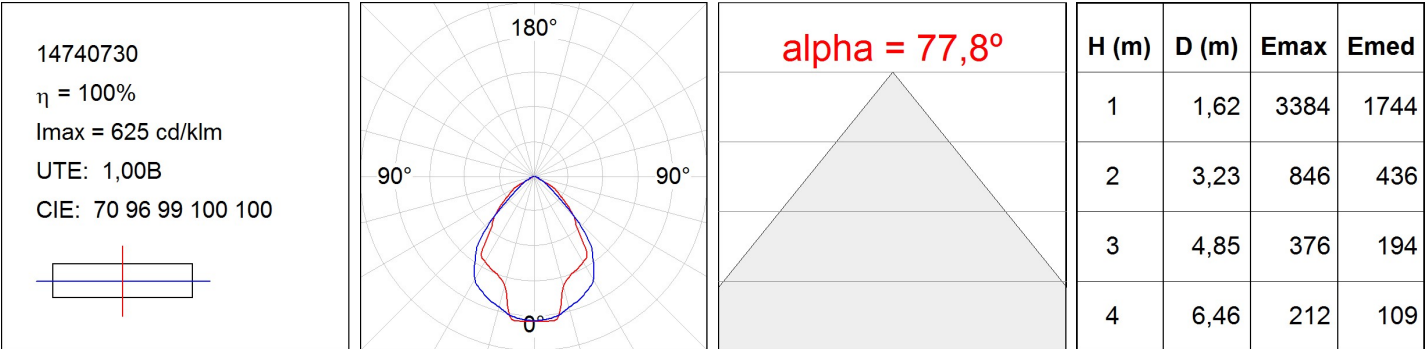 14740730
η = 100%
Imax = 625 cd/klm
UTE: 1,00B
CIE: 70 96 99 100 100
180°
90° 90°
0°
alpha = 77,8º
H (m) D (m) Emax Emed
1 1,62 3384 1744
2 3,23 846 436
3 4,85 376 194
4 6,46 212 109